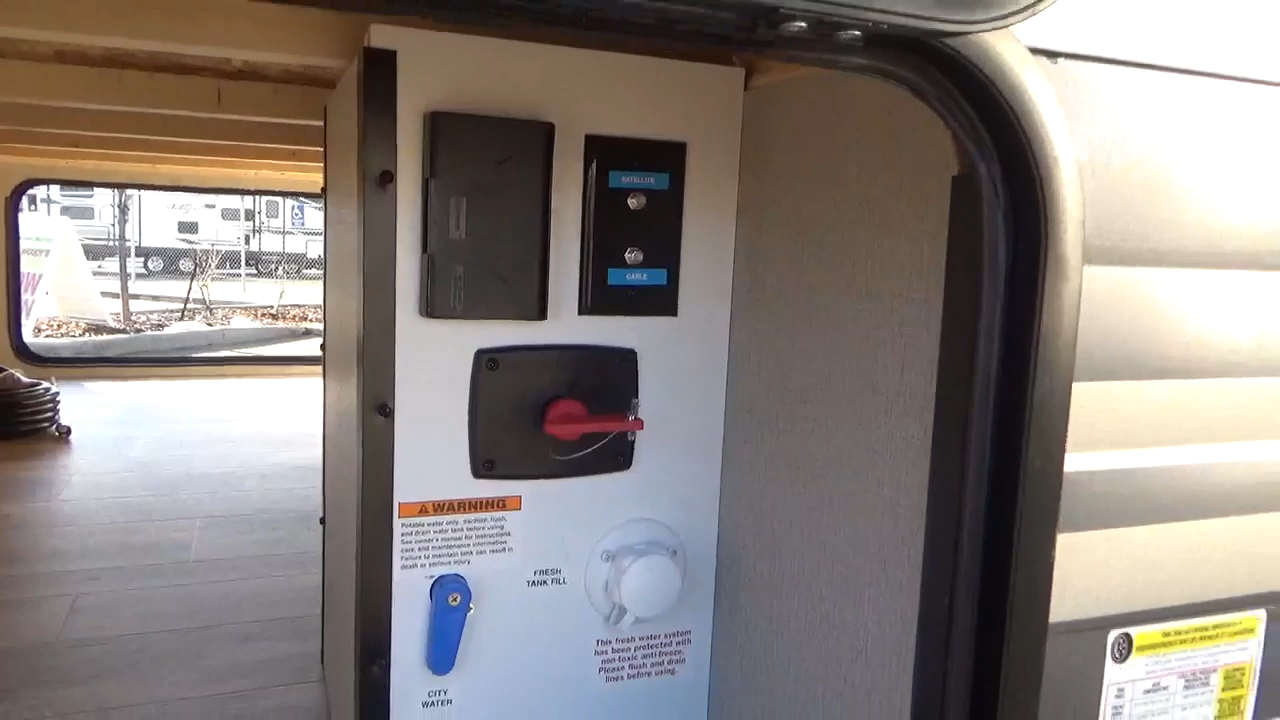 SATELLITE
CABLE
WARNING
Potable water only, sanitize, flush,
and drain water tank before using.
See owner's manual for instructions,
care, and maintenance information.
Failure to maintain tank can result in
death or serious injury.
FRESH
TANK FILL
This fresh water system
has been protected with
non-toxic anti-freeze.
Please flush and drain
lines before using.
CITY
WATER